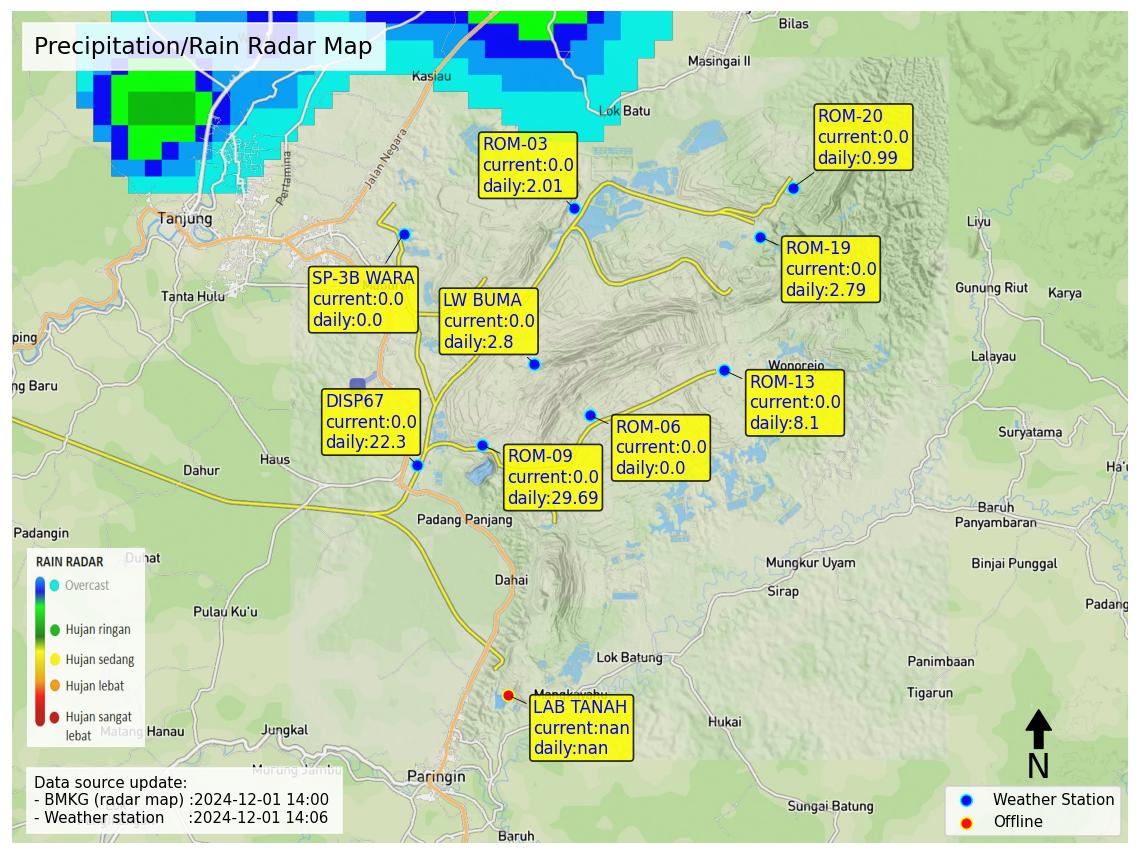 Precipitation/Rain Radar Map
Bilas
Masingai II
Kasiau
Lok Batu
Jalan Negara
Pertamina
Tanjung
Tanta Hulu
ROM-03
current:0.0
daily:2.01
ROM-20
current:0.0
daily:0.99
ROM-19
current:0.0
daily:2.79
SP-3B WARA
current:0.0
daily:0.0
LW BUMA
current:0.0
daily:2.8
Liyu
Gunung Riut
Karya
Lalayau
ping
ng Baru
Wonorejo
ROM-13
current:0.0
daily:8.1
DISP67
current:0.0
daily:22.3
ROM-06
current:0.0
daily:0.0
ROM-09
current:0.0
daily:29.69
Suryatama
Haus
Dahur
Padang Panjang
Baruh
Panyambaran
Padangin
Duhat
Dahai
Mungkur Uyam
Binjai Punggal
Sirap
Padang
Pulau Ku'u
Lok Batung
Panimbaan
Tigarun
Mangkayahu
LAB TANAH
current:nan
daily:nan
Hukai
Jungkal
Matang Hanau
Murung Jambu
Paringin
Sungai Batung
Baruh
RAIN RADAR
Overcast
Hujan ringan
Hujan sedang
Hujan lebat
Hujan sangat
lebat
Data source update:
- BMKG (radar map) :2024-12-01 14:00
- Weather station :2024-12-01 14:06
N
Weather Station
Offline